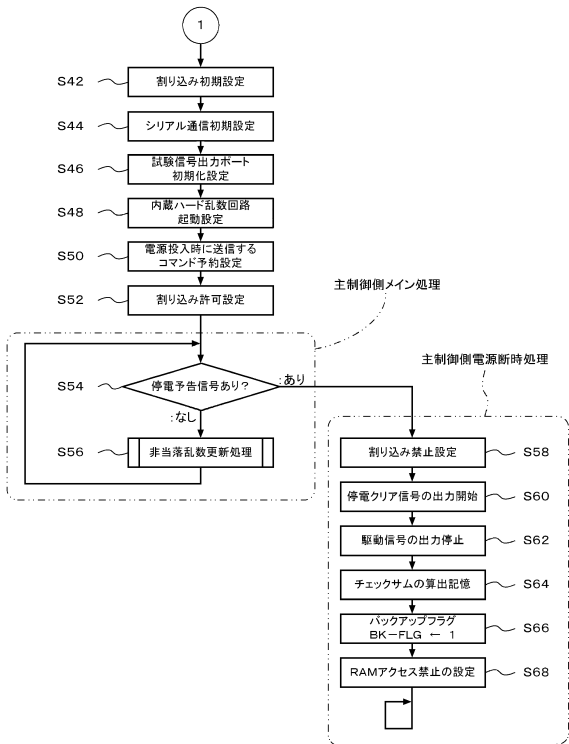 1
S42
割り込み初期設定
S44
シリアル通信初期設定
S46
試験信号出力ポート
初期化設定
S48
内蔵ハード乱数回路
起動設定
S50
電源投入時に送信する
コマンド予約設定
S52
割り込み許可設定
主制御側メイン処理
S54
停電予告信号あり？
:あり
:なし
S56
非当落乱数更新処理
主制御側電源断時処理
割り込み禁止設定
S58
停電クリア信号の出力開始
S60
駆動信号の出力停止
S62
チェックサムの算出記憶
S64
バックアップフラグ
BK－FLG ← 1
S66
RAMアクセス禁止の設定
S68